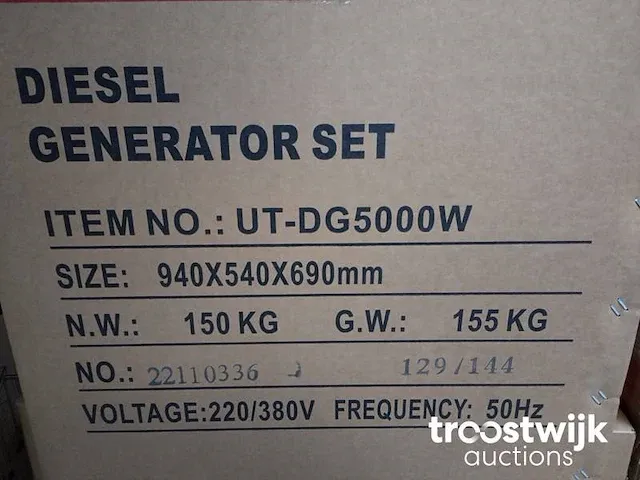 DIESEL
GENERATOR SET
ITEM NO.: UT-DG5000W
SIZE: 940X540X690mm
N.W.: 150 KG G.W.: 155 KG
NO.: 22110336 129/144
VOLTAGE:220/380V FREQUENCY: 50Hz
troostwijk
auctions